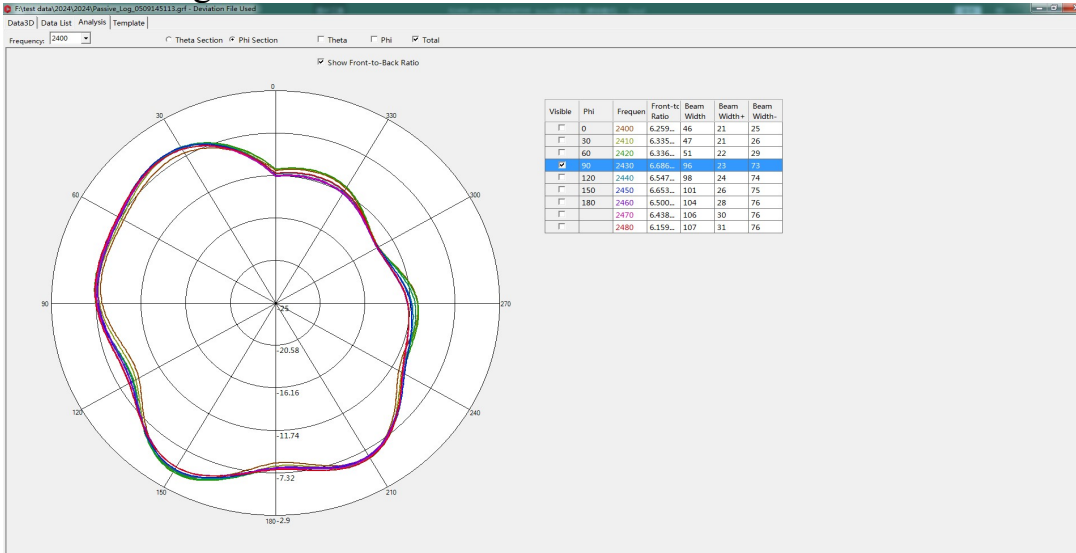 F:\test data\2024\2024\Passive_Log_0509145113.grf - Deviation File Used
Data3D Data List Analysis Template
Frequency: 2400 Theta Section Phi Section Theta Phi Total
Show Front-to-Back Ratio
0
30 330
60 300
90 270
120 240
150 210
180
-25
-20.58
-16.16
-11.74
-7.32
-2.9
Visible Phi Frequen Front-tc Ratio Beam Width Beam Width+ Beam Width-
0 2400 6.259... 46 21 25
30 2410 6.335... 47 21 26
60 2420 6.336... 51 22 29
90 2430 6.686... 96 23 73
120 2440 6.547... 98 24 74
150 2450 6.653... 101 26 75
180 2460 6.500... 104 28 76
2470 6.438... 106 30 76
2480 6.159... 107 31 76